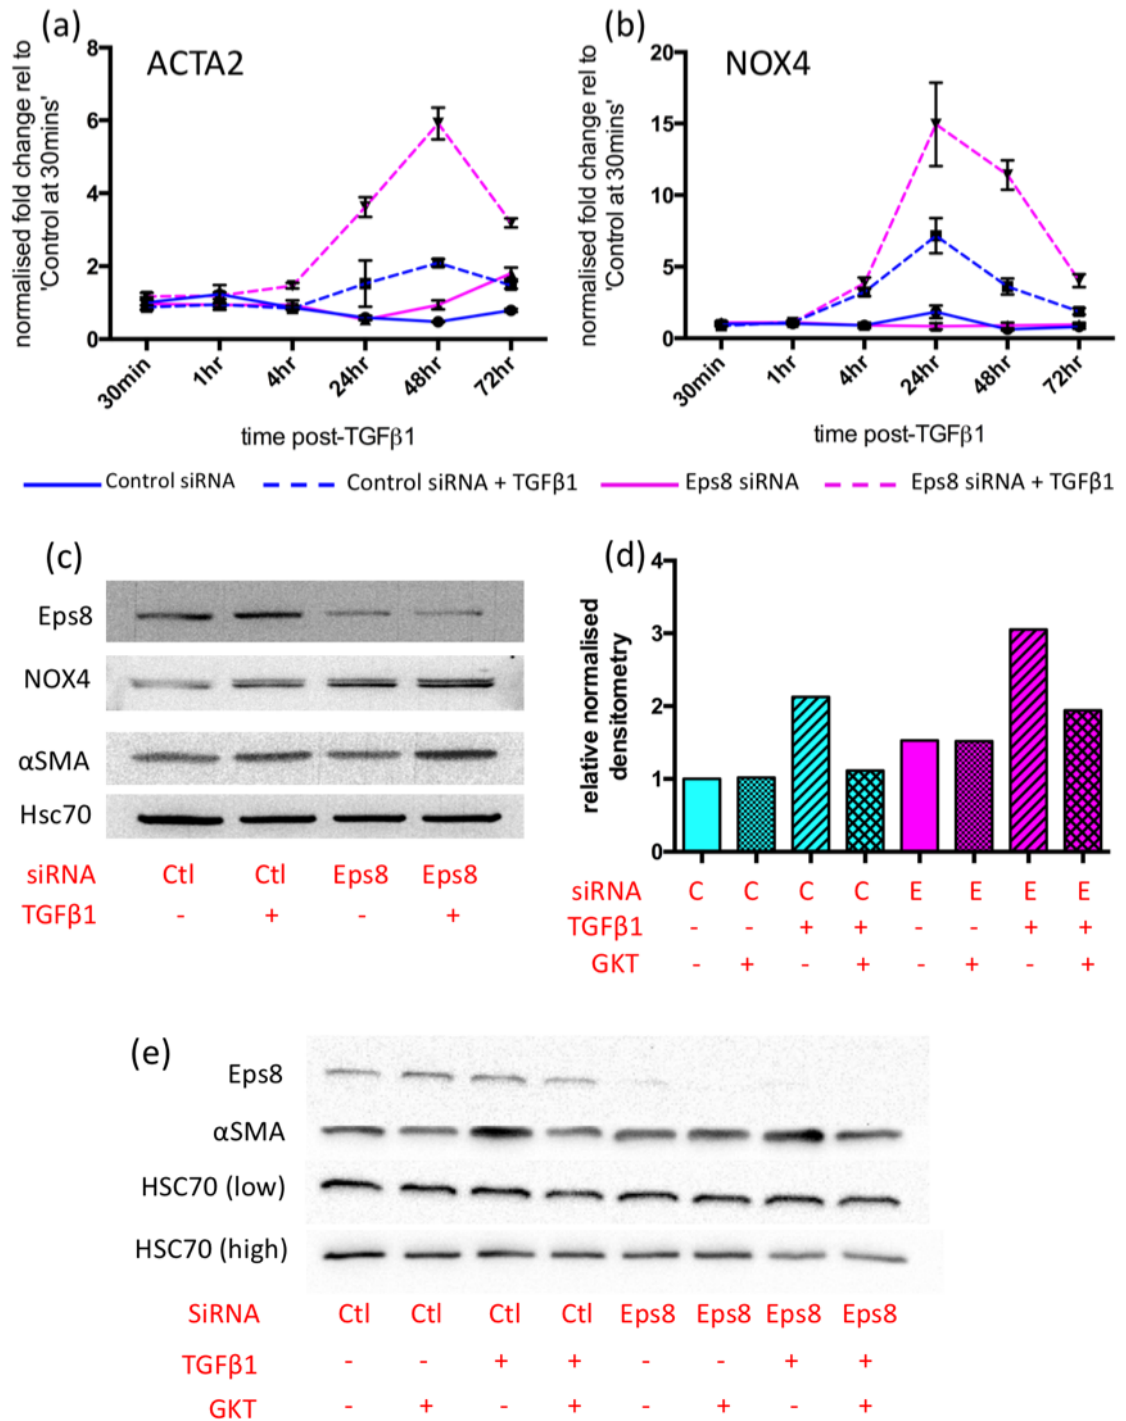 (a)
(b)
ACTA2
NOX4
normalised fold change rel to
'Control at 30mins'
8
6
4
2
0
30min
1hr
4hr
24hr
48hr
72hr
time post-TGFβ1
normalised fold change rel to
'Control at 30mins'
20
15
10
5
0
30min
1hr
4hr
24hr
48hr
72hr
time post-TGFβ1
Control siRNA
Control siRNA + TGFβ1
Eps8 siRNA
Eps8 siRNA + TGFβ1
(c)
Eps8
NOX4
αSMA
Hsc70
siRNA Ctl Ctl Eps8 Eps8
TGFβ1 - + - +
(d)
relative normalised
densitometry
4
3
2
1
0
siRNA C C C C E E E E
TGFβ1 - - + + - - + +
GKT - + - + - + - +
(e)
Eps8
αSMA
HSC70 (low)
HSC70 (high)
SiRNA Ctl Ctl Ctl Ctl Eps8 Eps8 Eps8 Eps8
TGFβ1 - - + + - - + +
GKT - + - + - + - +